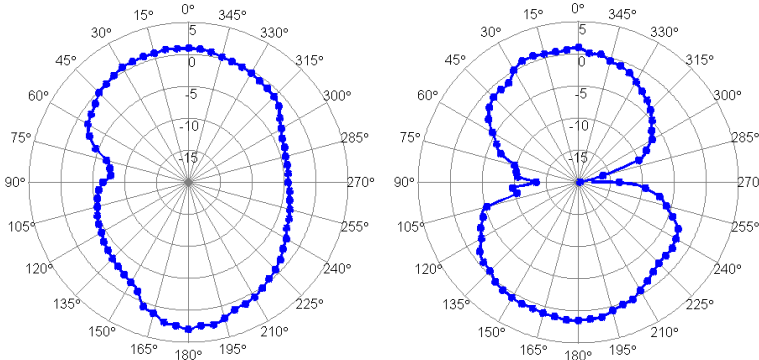 0° 0°
15° 345° 15° 345°
30° 330° 30° 330°
45° 315° 45° 315°
60° 300° 60° 300°
75° 285° 75° 285°
90° 270° 90° 270°
105° 255° 105° 255°
120° 240° 120° 240°
135° 225° 135° 225°
150° 210° 150° 210°
165° 195° 165° 195°
180° 180°
5 5
0 0
-5 -5
-10 -10
-15 -15